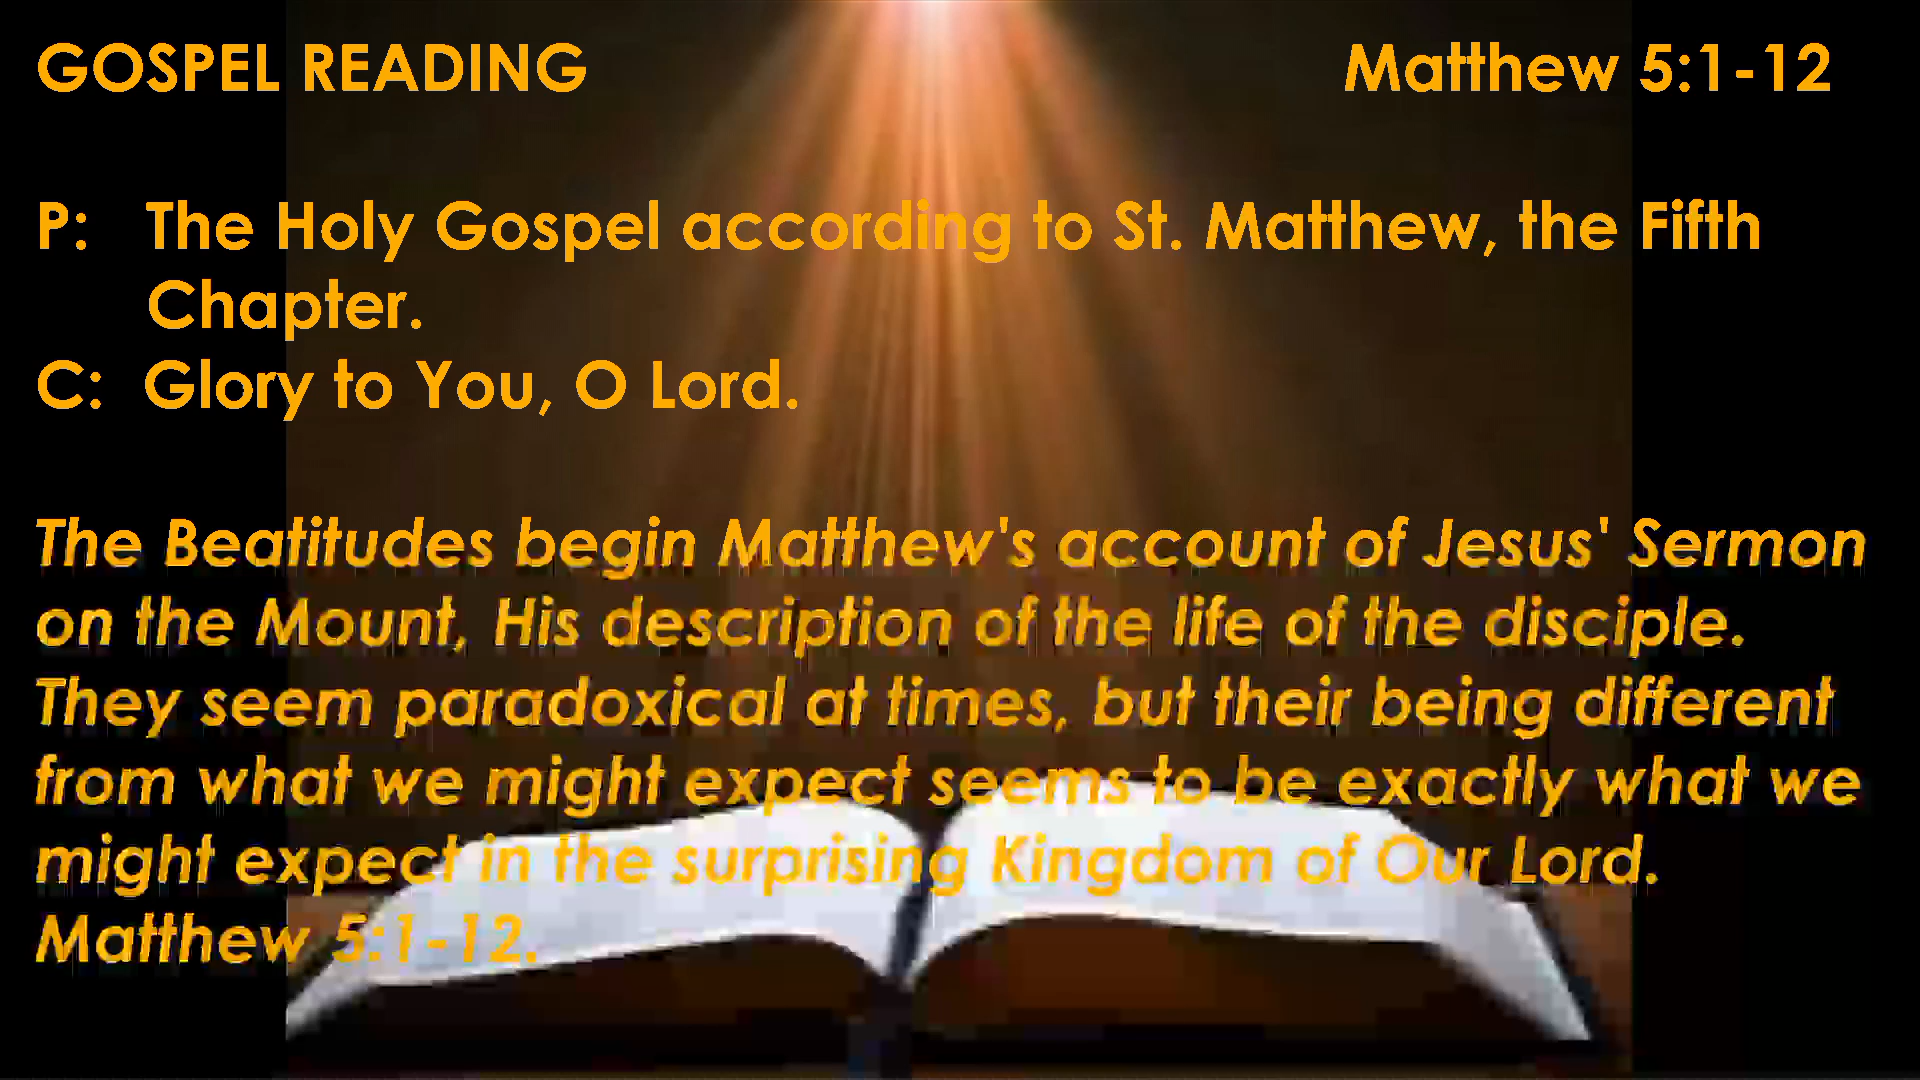 GOSPEL READING Matthew 5:1-12
P: The Holy Gospel according to St. Matthew, the Fifth
Chapter.
C: Glory to You, O Lord.
The Beatitudes begin Matthew's account of Jesus' Sermon
on the Mount, His description of the life of the disciple.
They seem paradoxical at times, but their being different
from what we might expect seems to be exactly what we
might expect in the surprising Kingdom of Our Lord.
Matthew 5:1-12.